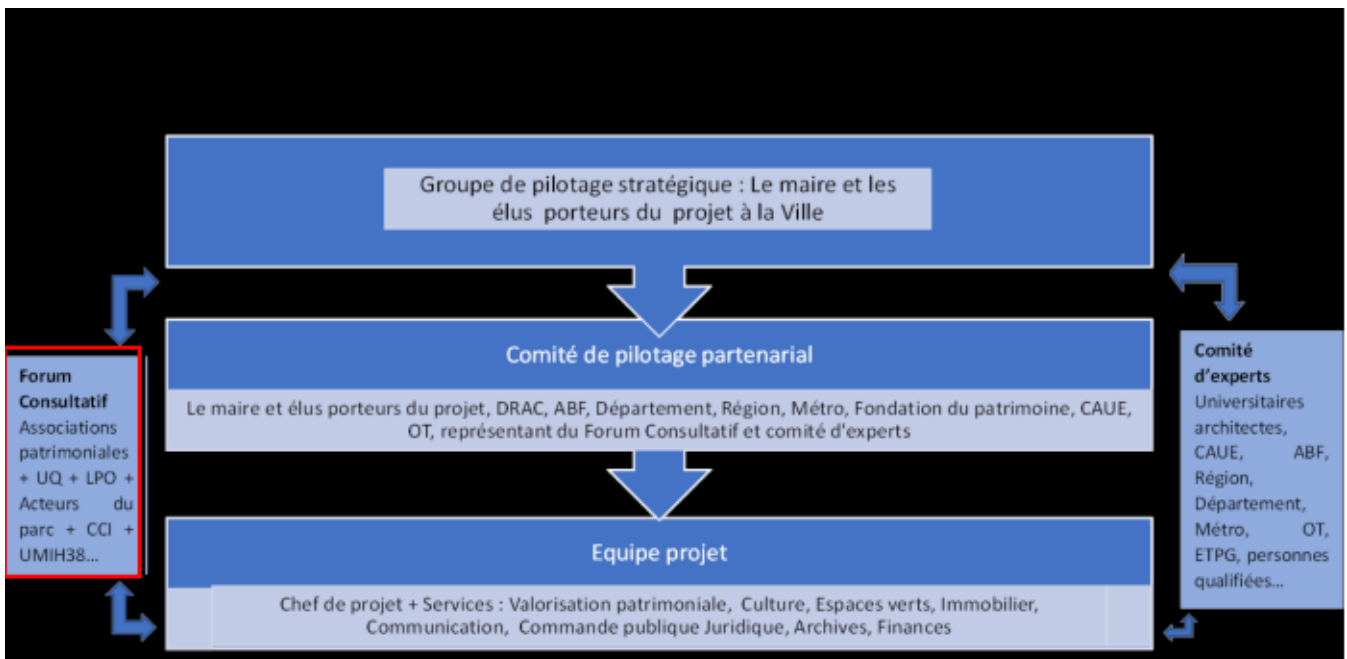 Groupe de pilotage stratégique : Le maire et les
élus porteurs du projet à la Ville
Comité de pilotage partenarial
Le maire et élus porteurs du projet, DRAC, ABF, Département, Région, Métro, Fondation du patrimoine, CAUE,
OT, représentant du Forum Consultatif et comité d'experts
Equipe projet
Chef de projet + Services : Valorisation patrimoniale, Culture, Espaces verts, Immobilier,
Communication, Commande publique Juridique, Archives, Finances
Forum
Consultatif
Associations
patrimoniales
+ UQ + LPO +
Acteurs du
parc + CCI +
UMIH38...
Comité
d'experts
Universitaires
architectes,
CAUE, ABF,
Région,
Département,
Métro, OT,
ETPG, personnes
qualifiées...